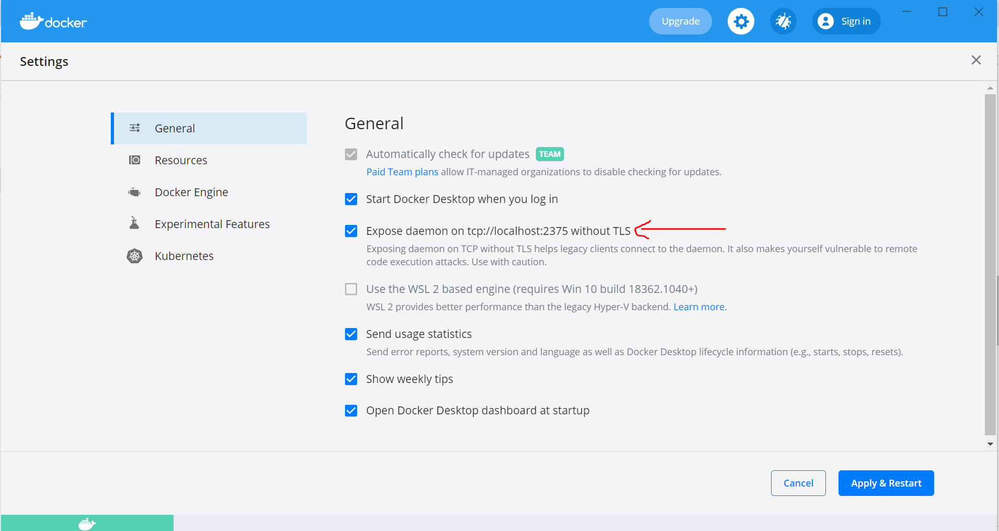 docker
Upgrade
Sign in
Settings
General
Resources
Docker Engine
Experimental Features
Kubernetes
General
Automatically check for updates TEAM
Paid Team plans allow IT-managed organizations to disable checking for updates.
Start Docker Desktop when you log in
Expose daemon on tcp://localhost:2375 without TLS
Exposing daemon on TCP without TLS helps legacy clients connect to the daemon. It also makes yourself vulnerable to remote
code execution attacks. Use with caution.
Use the WSL 2 based engine (requires Win 10 build 18362.1040+)
WSL 2 provides better performance than the legacy Hyper-V backend. Learn more.
Send usage statistics
Send error reports, system version and language as well as Docker Desktop lifecycle information (e.g., starts, stops, resets).
Show weekly tips
Open Docker Desktop dashboard at startup
Cancel
Apply & Restart